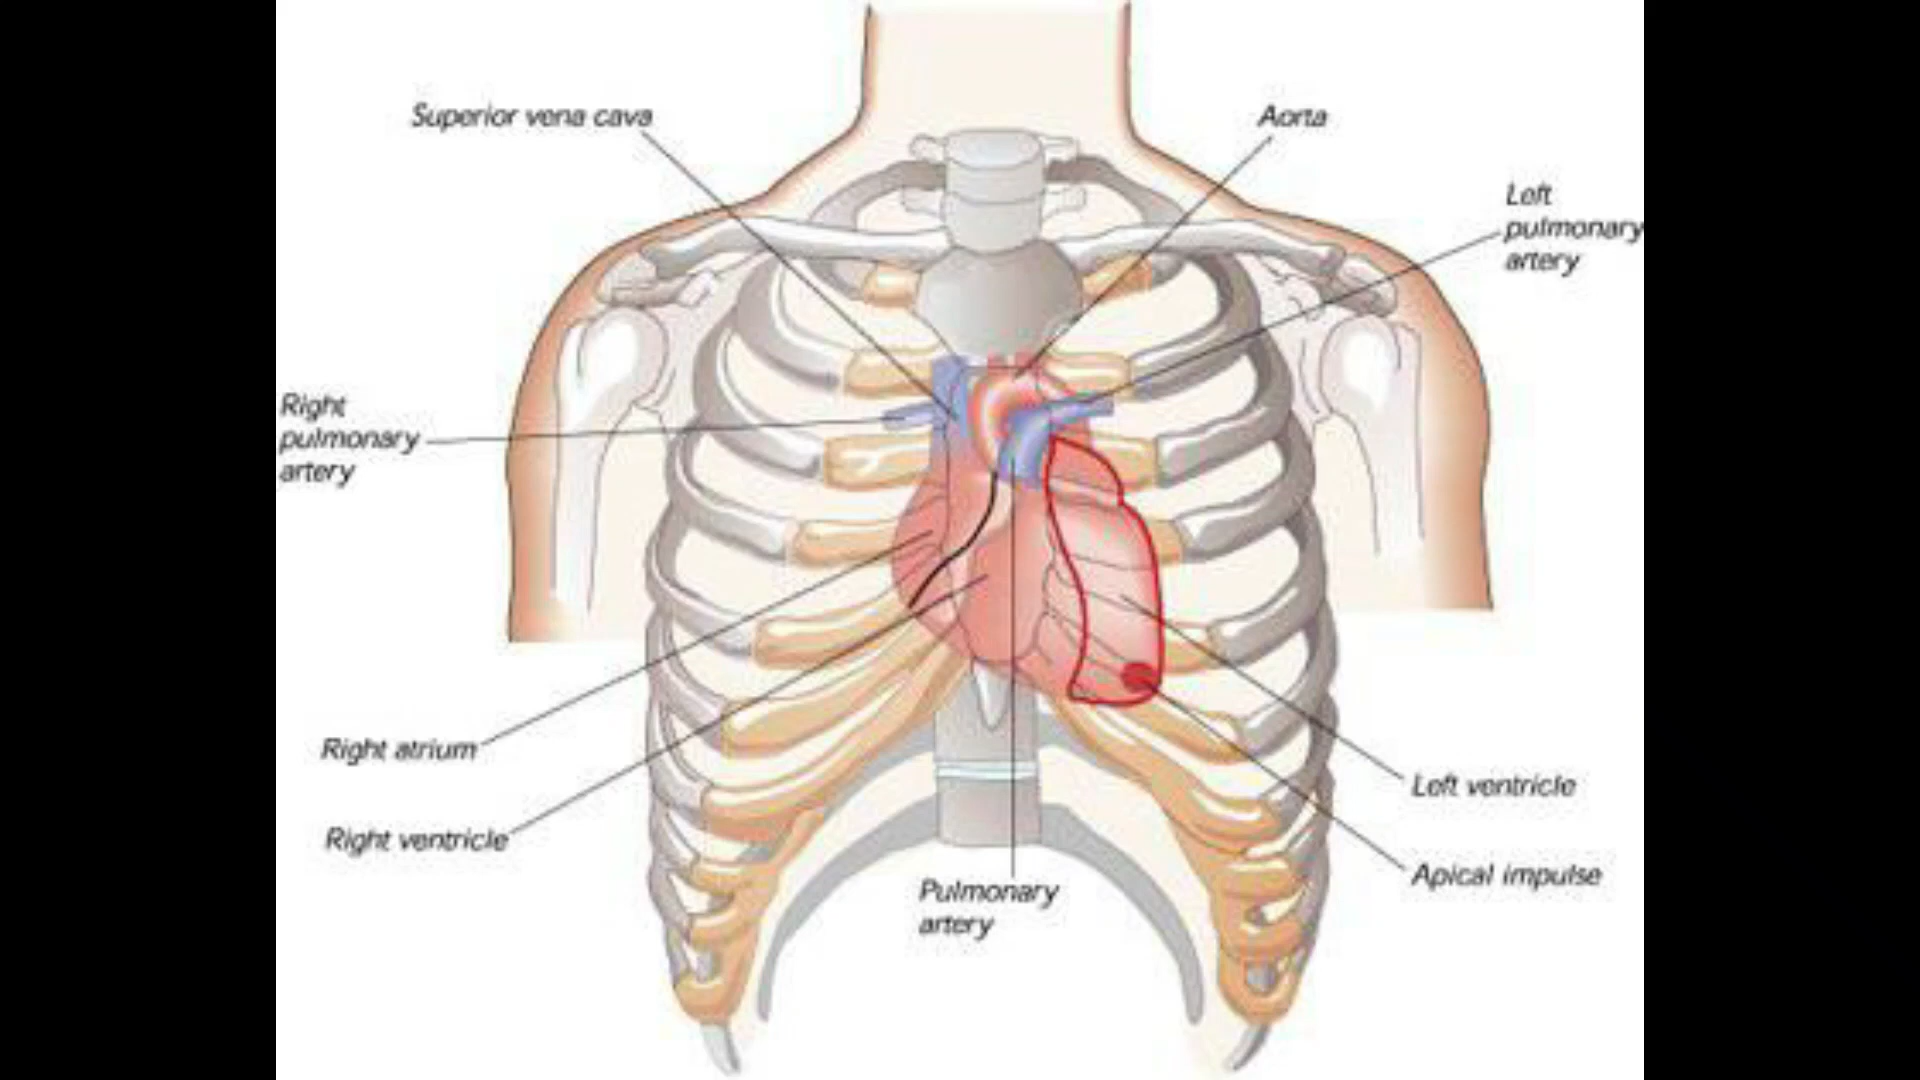 Superior vena cava
Aorta
Left
pulmonary
artery
Right
pulmonary
artery
Right atrium
Right ventricle
Left ventricle
Apical impulse
Pulmonary
artery